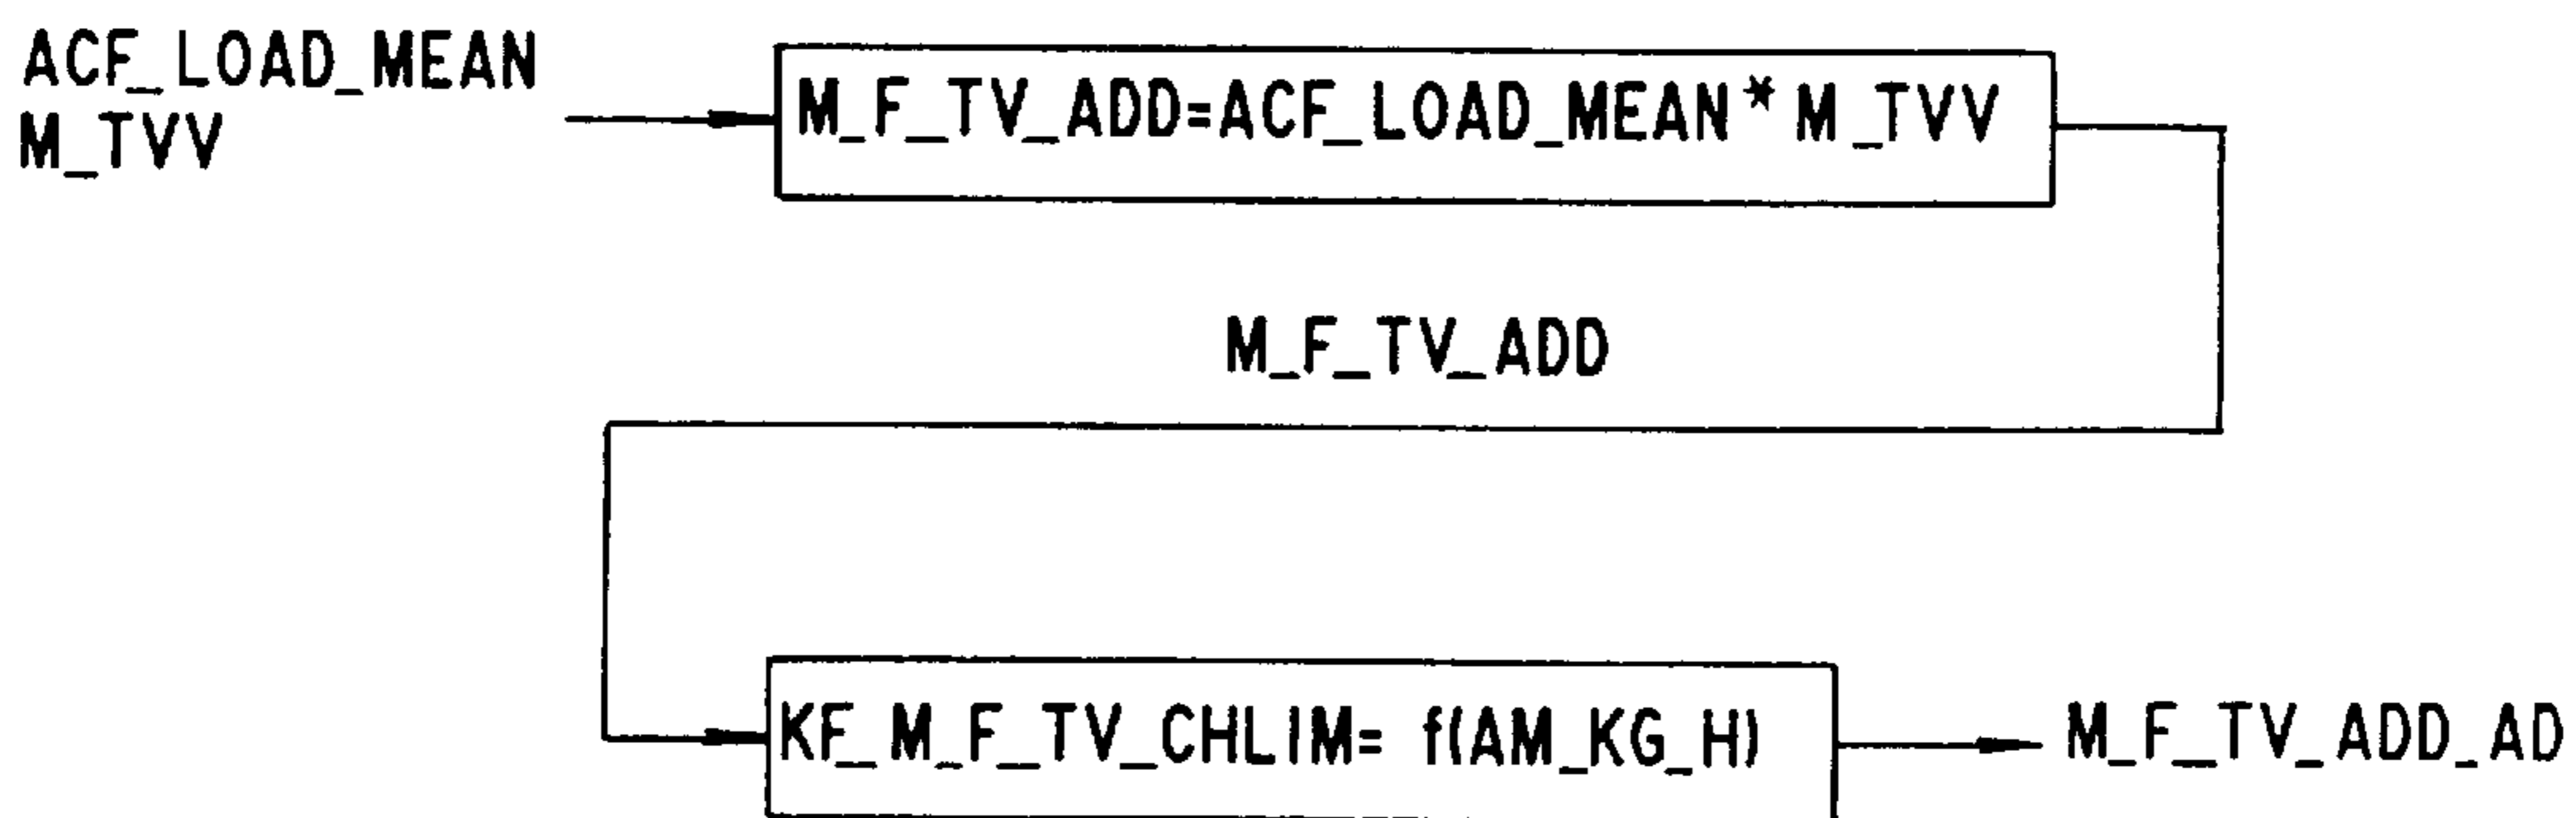 ACF_LOAD_MEAN
M_TVV
M_F_TV_ADD=ACF_LOAD_MEAN*M_TVV
M_F_TV_ADD
KF_M_F_TV_CHLIM= f(AM_KG_H)
M_F_TV_ADD_AD